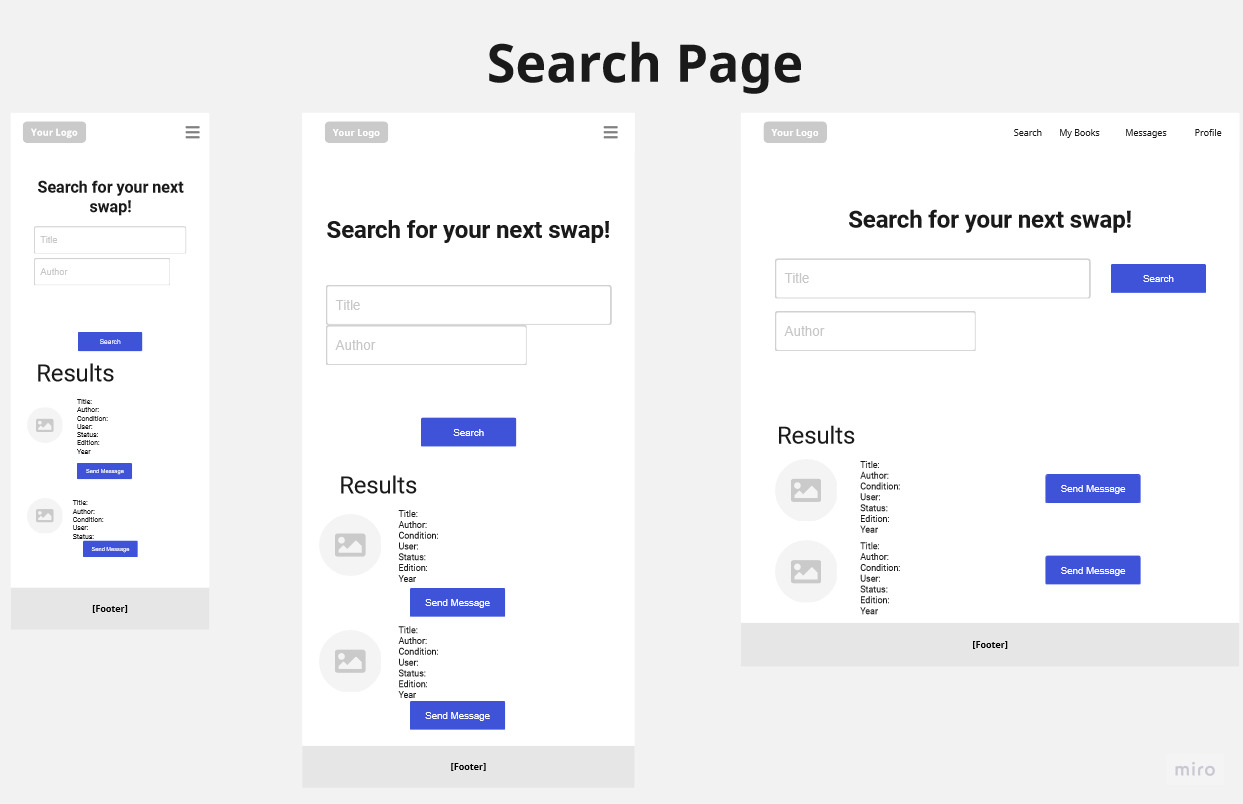 Search Page
Your Logo
Search for your next
swap!
Title
Author
Search
Results
Title:
Author:
Condition:
User:
Status:
Edition:
Year
Send Message
Title:
Author:
Condition:
User:
Status:
Send Message
[Footer]
Your Logo
Search for your next swap!
Title
Author
Search
Results
Title:
Author:
Condition:
User:
Status:
Edition:
Year
Send Message
Title:
Author:
Condition:
User:
Status:
Edition:
Year
Send Message
[Footer]
Your Logo Search My Books Messages Profile
Search for your next swap!
Title Search
Author
Results
Title:
Author:
Condition:
User:
Status:
Edition:
Year
Send Message
Title:
Author:
Condition:
User:
Status:
Edition:
Year
Send Message
[Footer]
miro